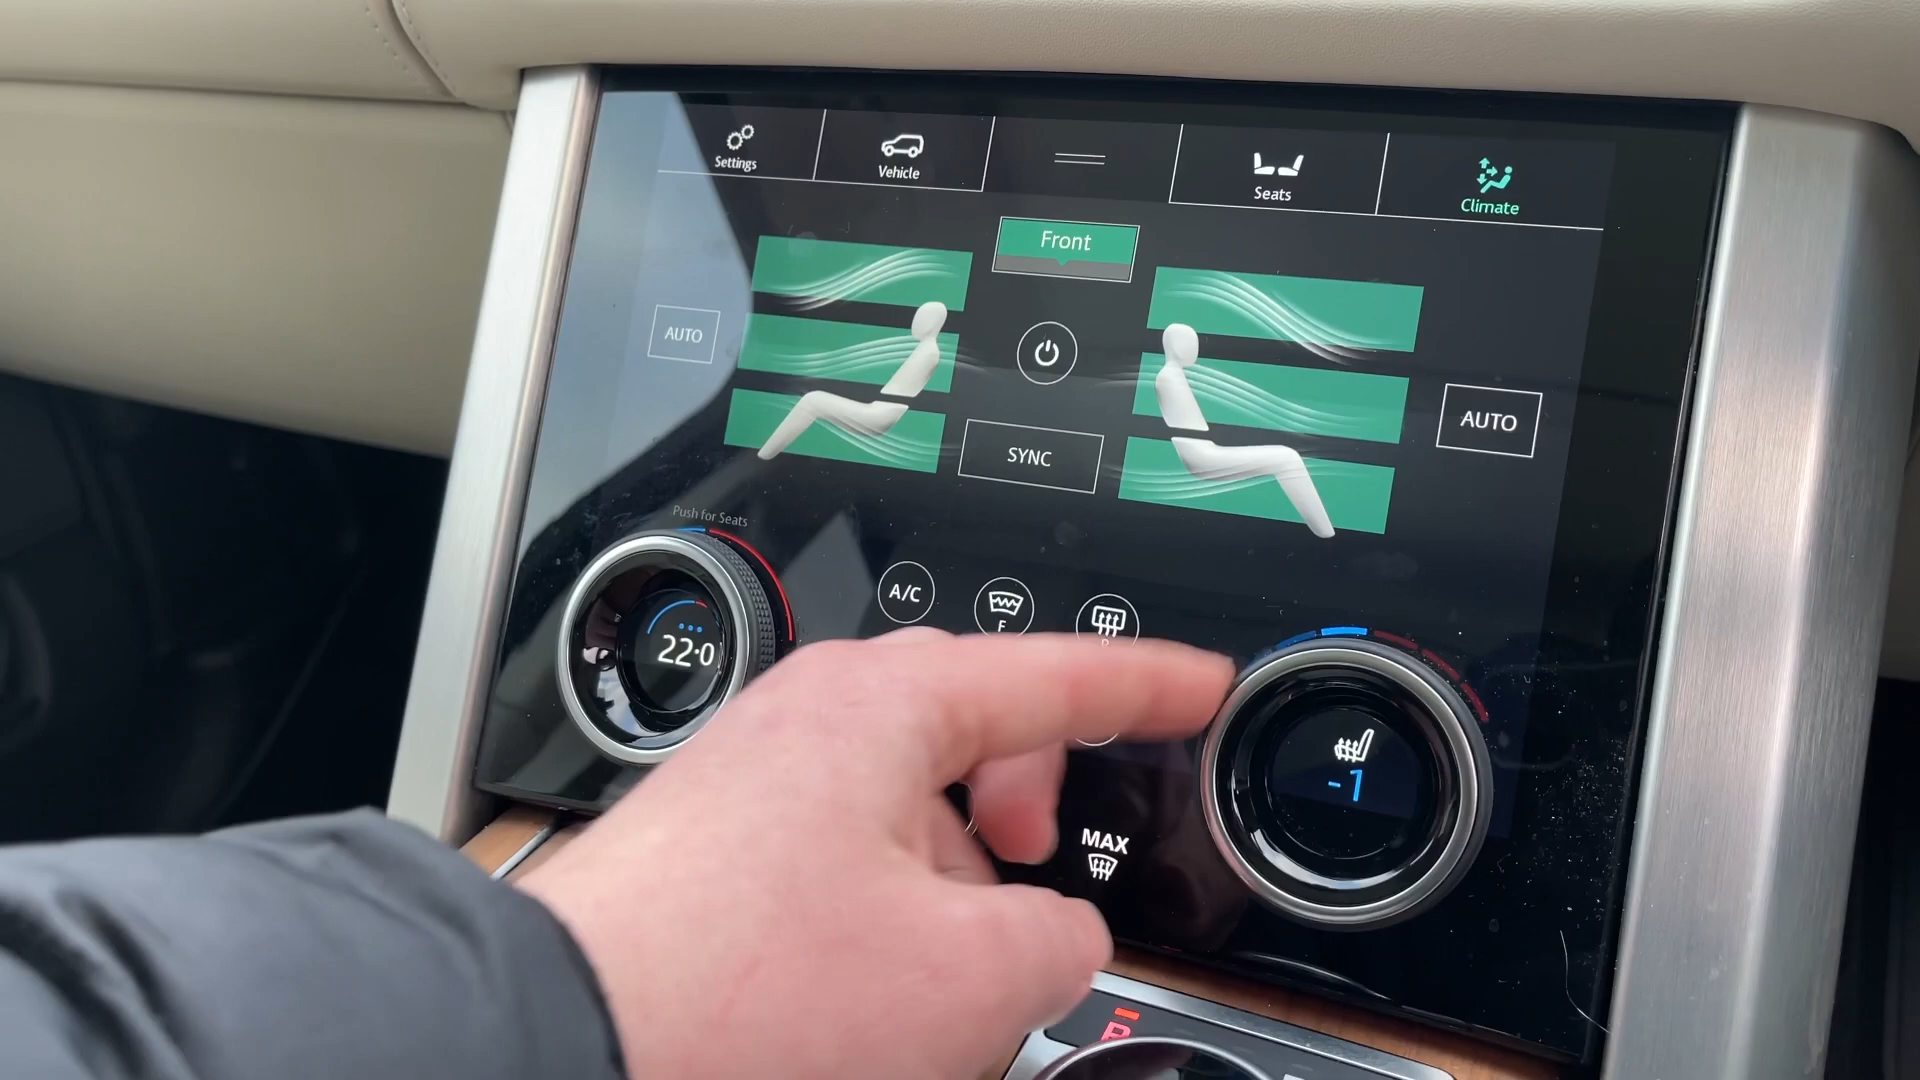 Settings
Vehicle
Seats
Climate
Front
AUTO
AUTO
SYNC
Push for Seats
A/C
F
22·0
-1
MAX
P